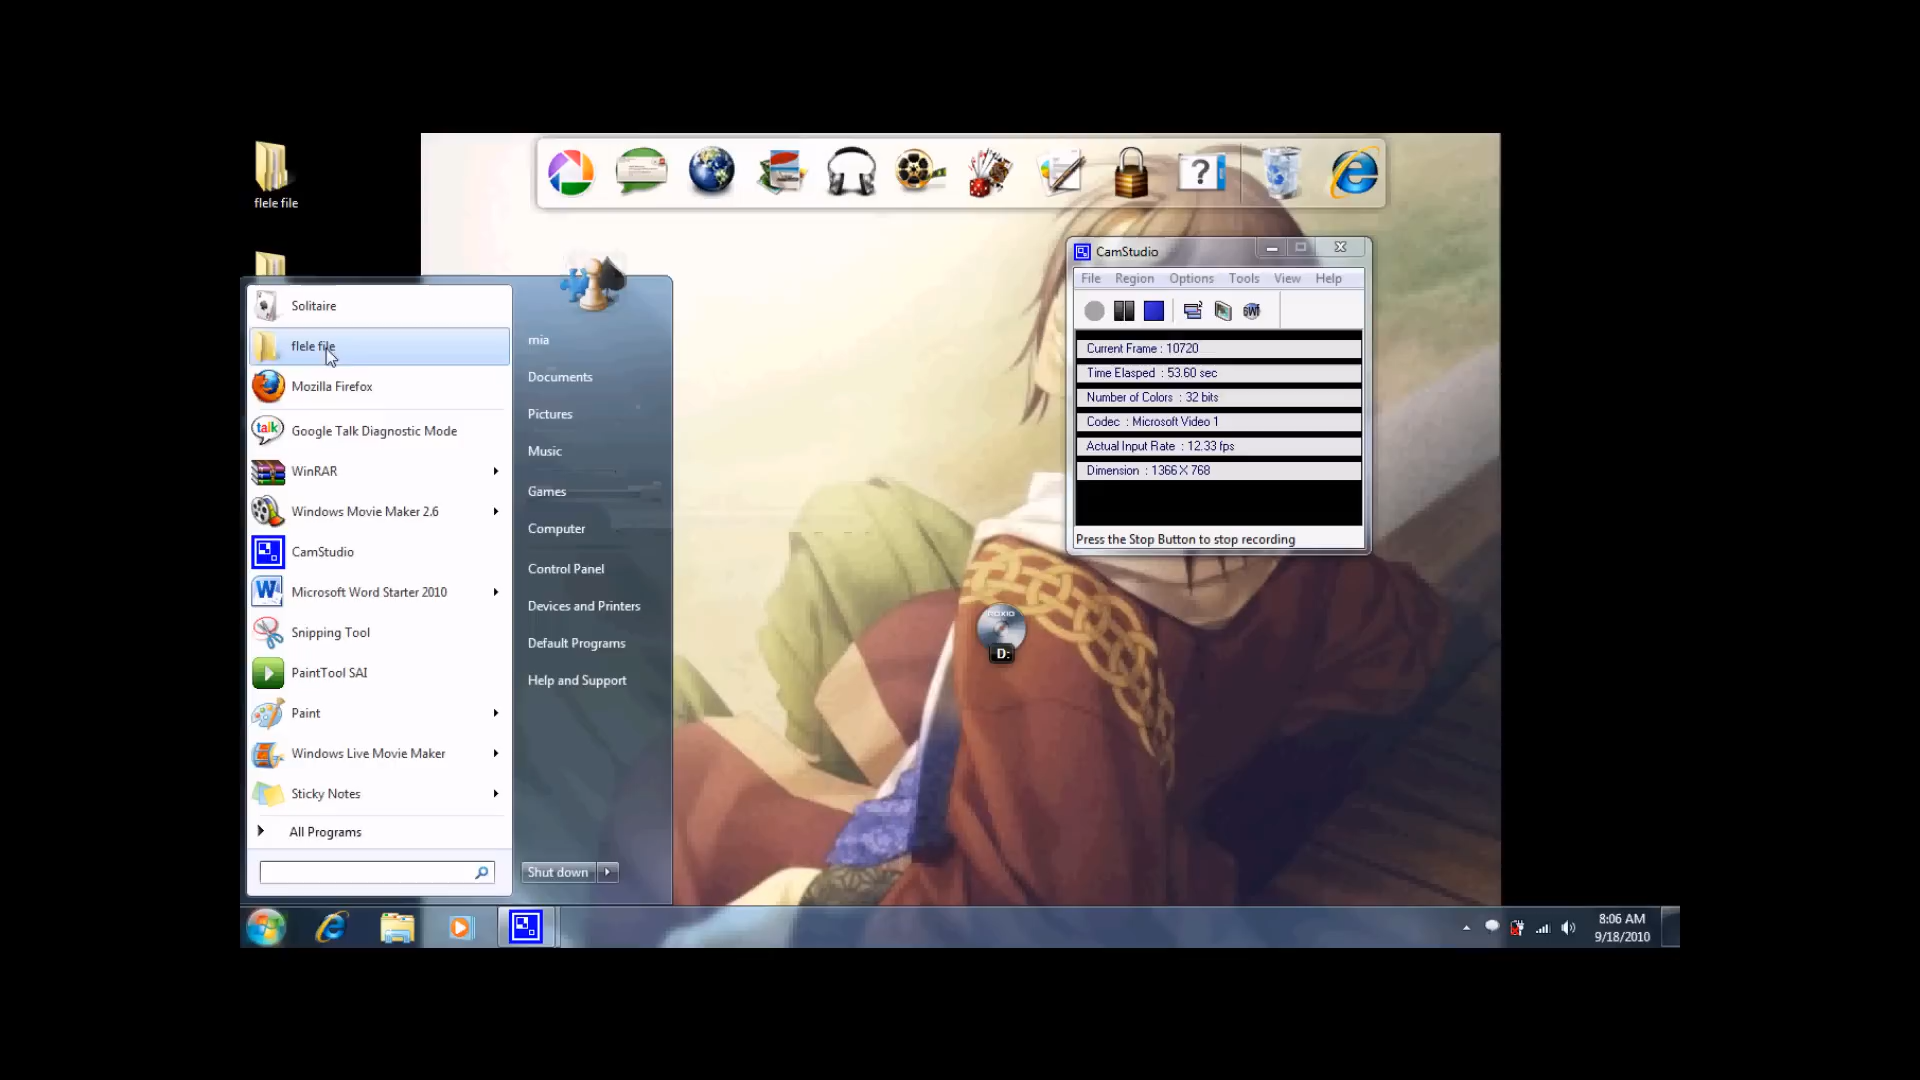 flele file
Solitaire
flele file
Mozilla Firefox
talk
Google Talk Diagnostic Mode
WinRAR
Windows Movie Maker 2.6
CamStudio
Microsoft Word Starter 2010
Snipping Tool
PaintTool SAI
Paint
Windows Live Movie Maker
Sticky Notes
All Programs
mia
Documents
Pictures
Music
Games
Computer
Control Panel
Devices and Printers
Default Programs
Help and Support
Shut down
CamStudio
File Region Options Tools View Help
Current Frame : 10720
Time Elasped : 53.60 sec
Number of Colors : 32 bits
Codec : Microsoft Video 1
Actual Input Rate : 12.33 fps
Dimension : 1366 X 768
Press the Stop Button to stop recording
ROXIO
D:
8:06 AM
9/18/2010